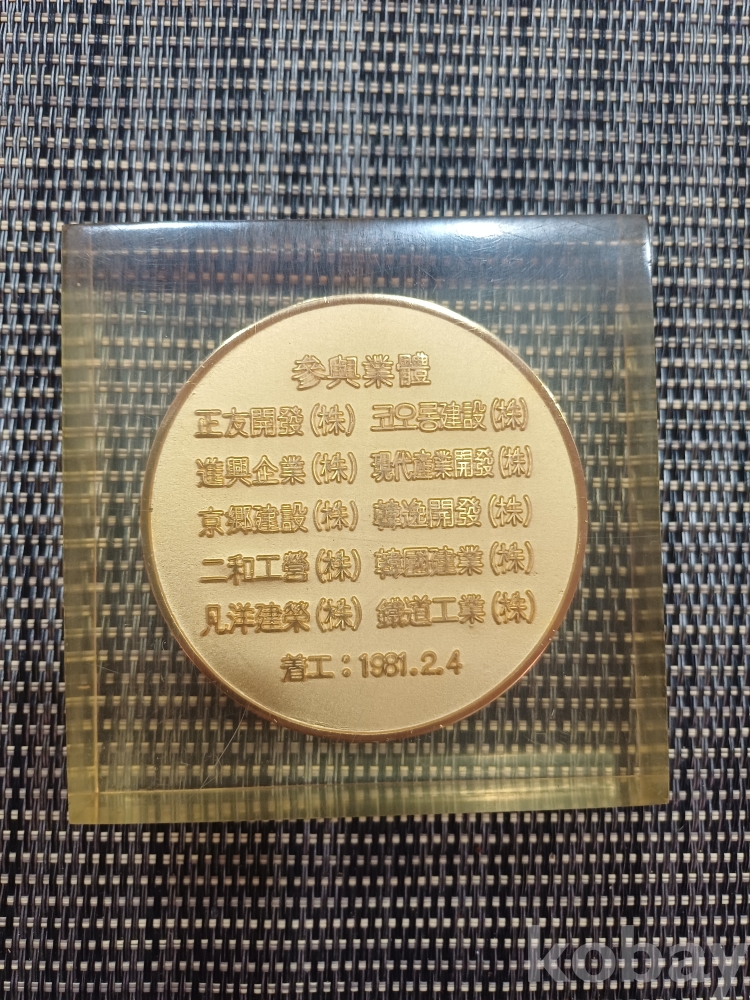 參與業體
正友開發(株) 코오롱建設(株)
進興企業(株) 現代産業開發(株)
京鄉建設(株) 韓逸開發(株)
二和工營(株) 韓國建業(株)
凡洋建榮(株) 鐵道工業(株)
着工:1981.2.4
kobay